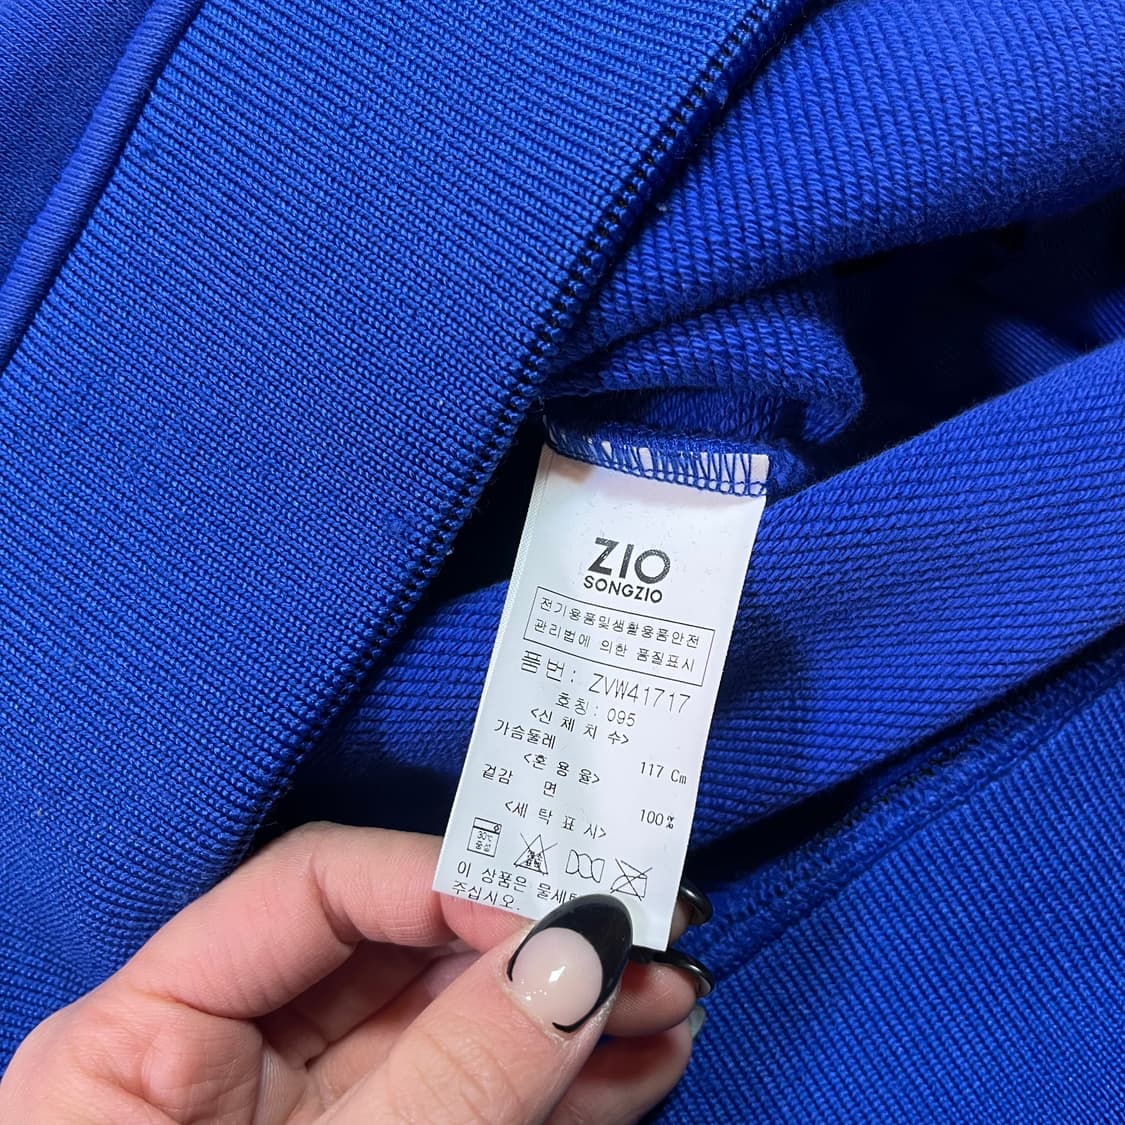 ZIO
SONGZIO
전기용품및생활용품안전
관리법에 의한 품질표시
품번: ZVW41717
호칭: 095
<신 체 치 수>
가슴둘레 117 Cm
<혼 용 율>
겉감 면 100%
<세 탁 표 시>
30℃
이 상품은
주십시오.